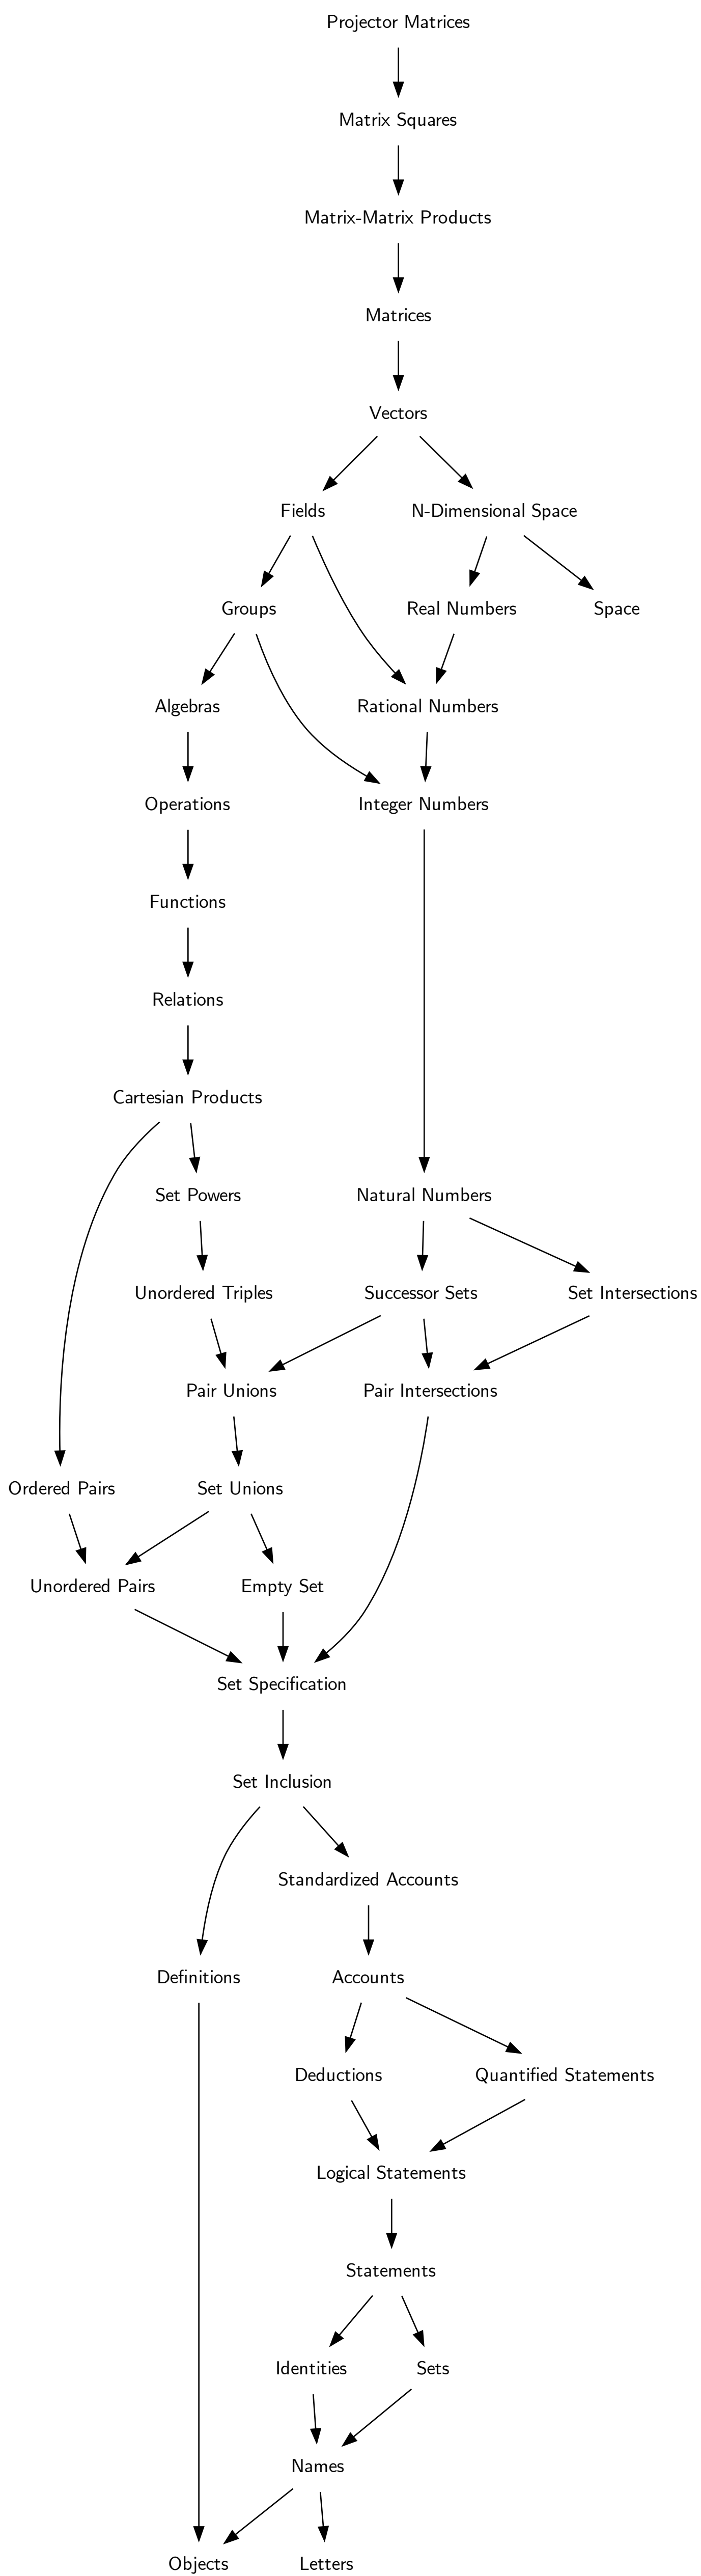 Projector Matrices
Matrix Squares
Matrix-Matrix Products
Matrices
Vectors
Fields
N-Dimensional Space
Groups
Real Numbers
Space
Algebras
Rational Numbers
Operations
Integer Numbers
Functions
Relations
Cartesian Products
Set Powers
Natural Numbers
Unordered Triples
Successor Sets
Set Intersections
Pair Unions
Pair Intersections
Ordered Pairs
Set Unions
Unordered Pairs
Empty Set
Set Specification
Set Inclusion
Standardized Accounts
Definitions
Accounts
Deductions
Quantified Statements
Logical Statements
Statements
Identities
Sets
Names
Objects
Letters